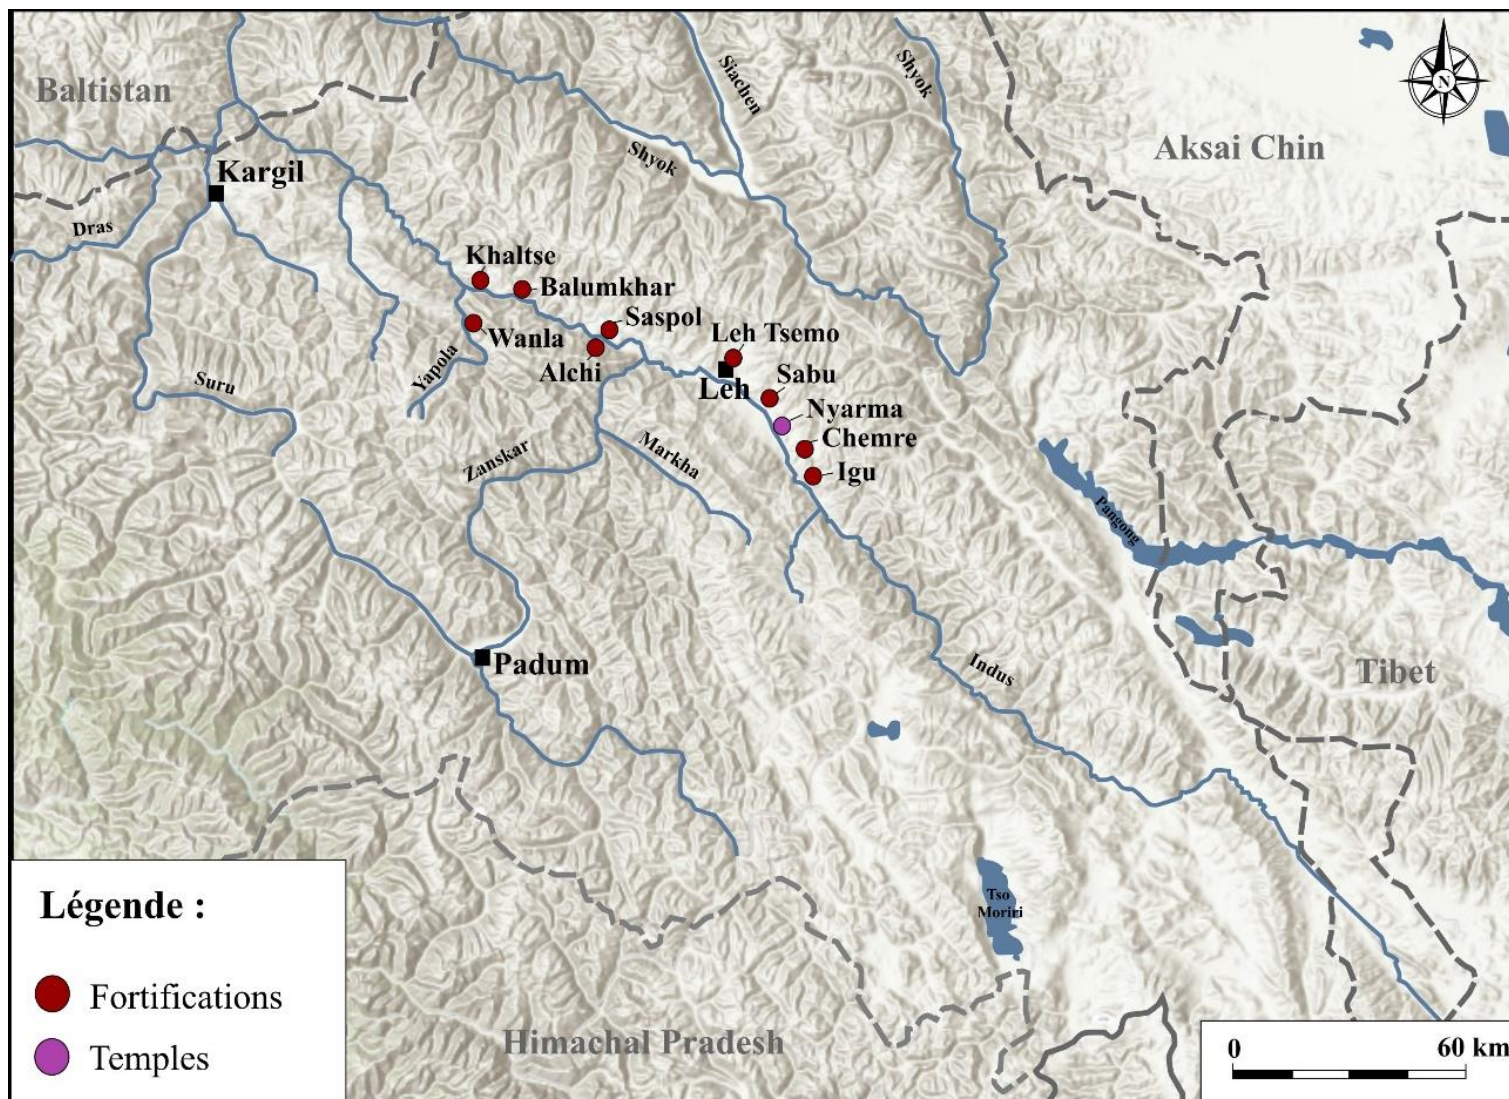 Baltistan
Siachen
Shyok
N
Aksai Chin
Shyok
Kargil
Dras
Khaltse
Balumkhar
Saspol
Leh Tsemo
Wanla
Alchi
Yapola
Leh
Sabu
Suru
Nyarma
Chemre
Markha
Zanskar
Igu
Pangong
Padum
Indus
Tibet
Tso
Moriri
Légende :
Fortifications
Temples
Himachal Pradesh
0 60 km